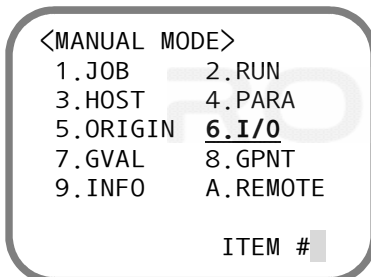 <MANUAL MODE>
1.JOB 2.RUN
3.HOST 4.PARA
5.ORIGIN 6.I/O
7.GVAL 8.GPNT
9.INFO A.REMOTE
ITEM #